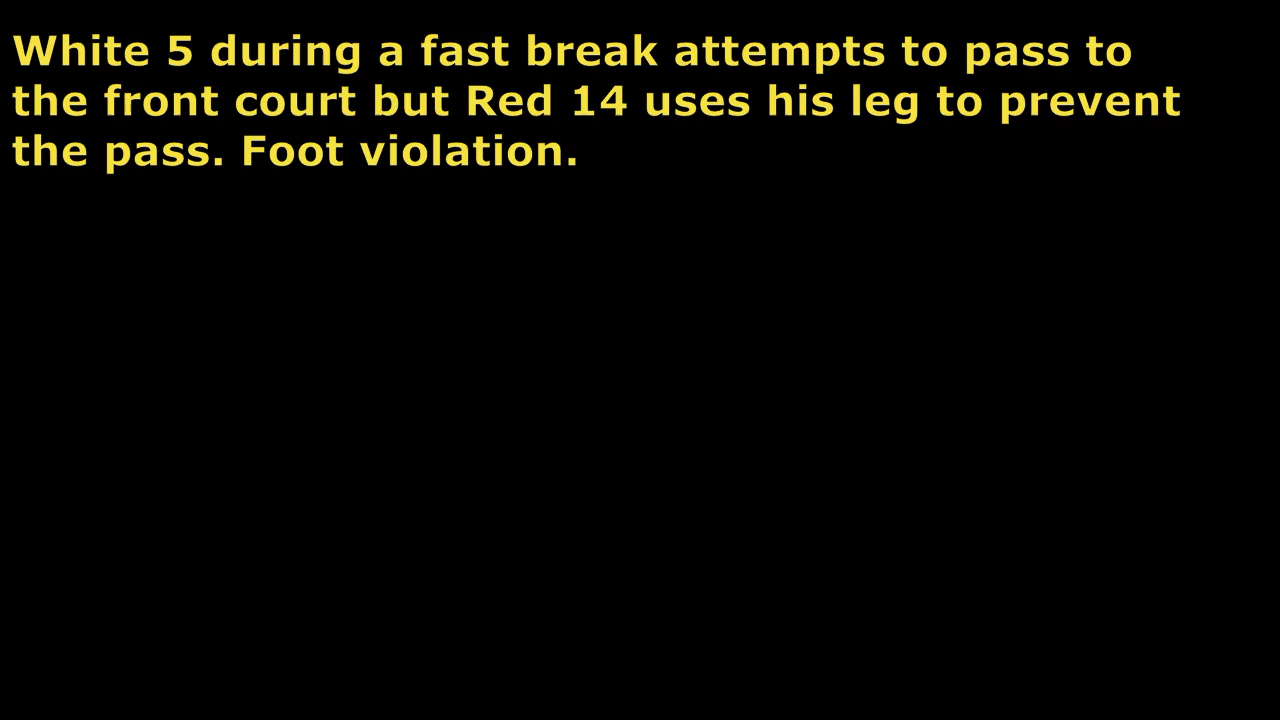 White 5 during a fast break attempts to pass to
the front court but Red 14 uses his leg to prevent
the pass. Foot violation.